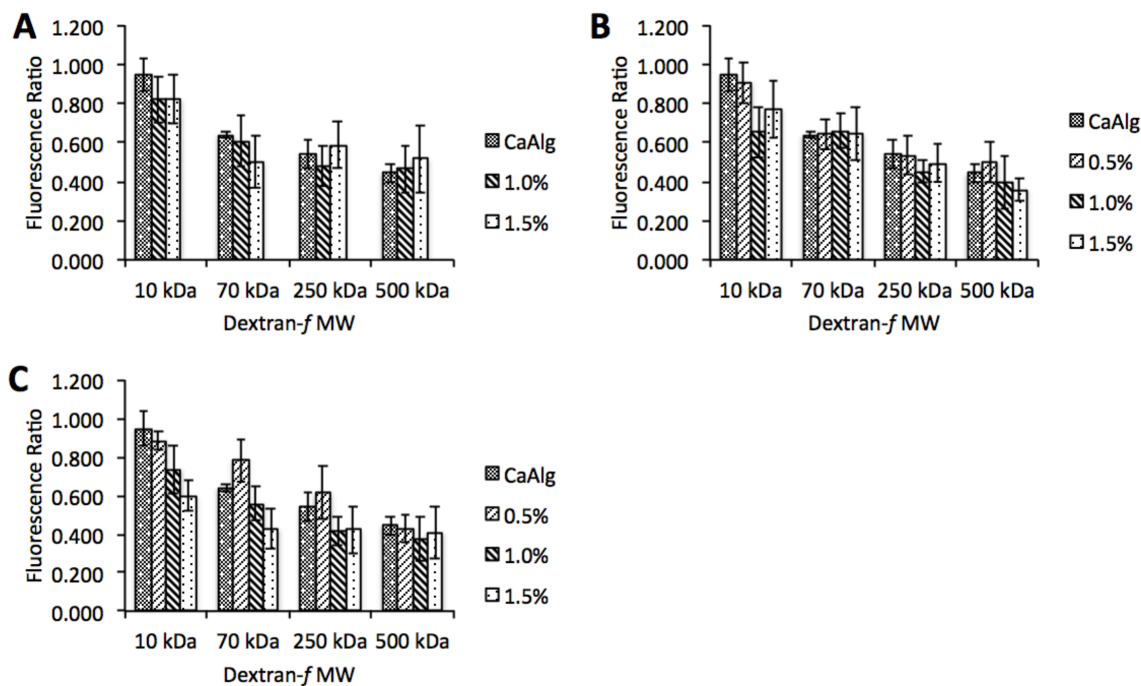 A
Fluorescence Ratio
1.200
1.000
0.800
0.600
0.400
0.200
0.000
10 kDa 70 kDa 250 kDa 500 kDa
Dextran-f MW
CaAlg
1.0%
1.5%
B
Fluorescence Ratio
1.200
1.000
0.800
0.600
0.400
0.200
0.000
10 kDa 70 kDa 250 kDa 500 kDa
Dextran-f MW
CaAlg
0.5%
1.0%
1.5%
C
Fluorescence Ratio
1.200
1.000
0.800
0.600
0.400
0.200
0.000
10 kDa 70 kDa 250 kDa 500 kDa
Dextran-f MW
CaAlg
0.5%
1.0%
1.5%